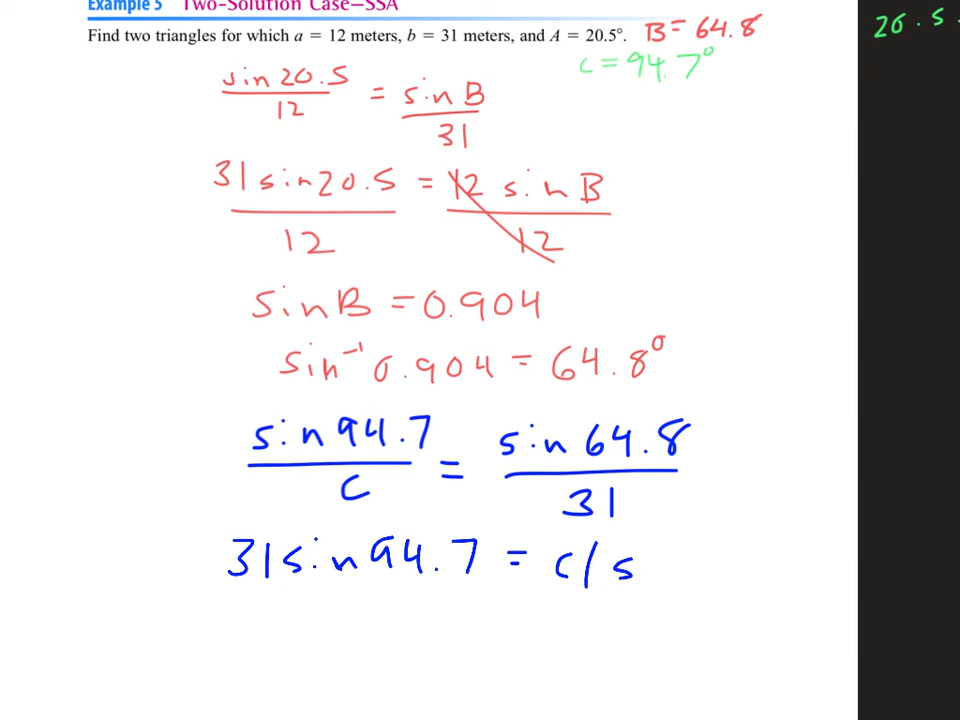 Example 5 Two-Solution Case—SSA
Find two triangles for which a = 12 meters, b = 31 meters, and A = 20.5°. B = 64.8
C = 94.7°
20.5
sin 20.5 / 12 = sin B / 31
31 sin 20.5 / 12 = 12 sin B / 12
sin B = 0.904
sin⁻¹ 0.904 = 64.8°
sin 94.7 / c = sin 64.8 / 31
31 sin 94.7 = c / s